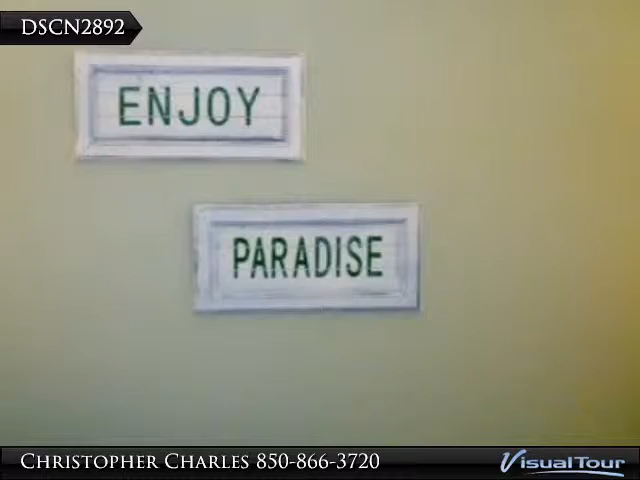 DSCN2892
ENJOY
PARADISE
CHRISTOPHER CHARLES 850-866-3720
VISUALTOUR